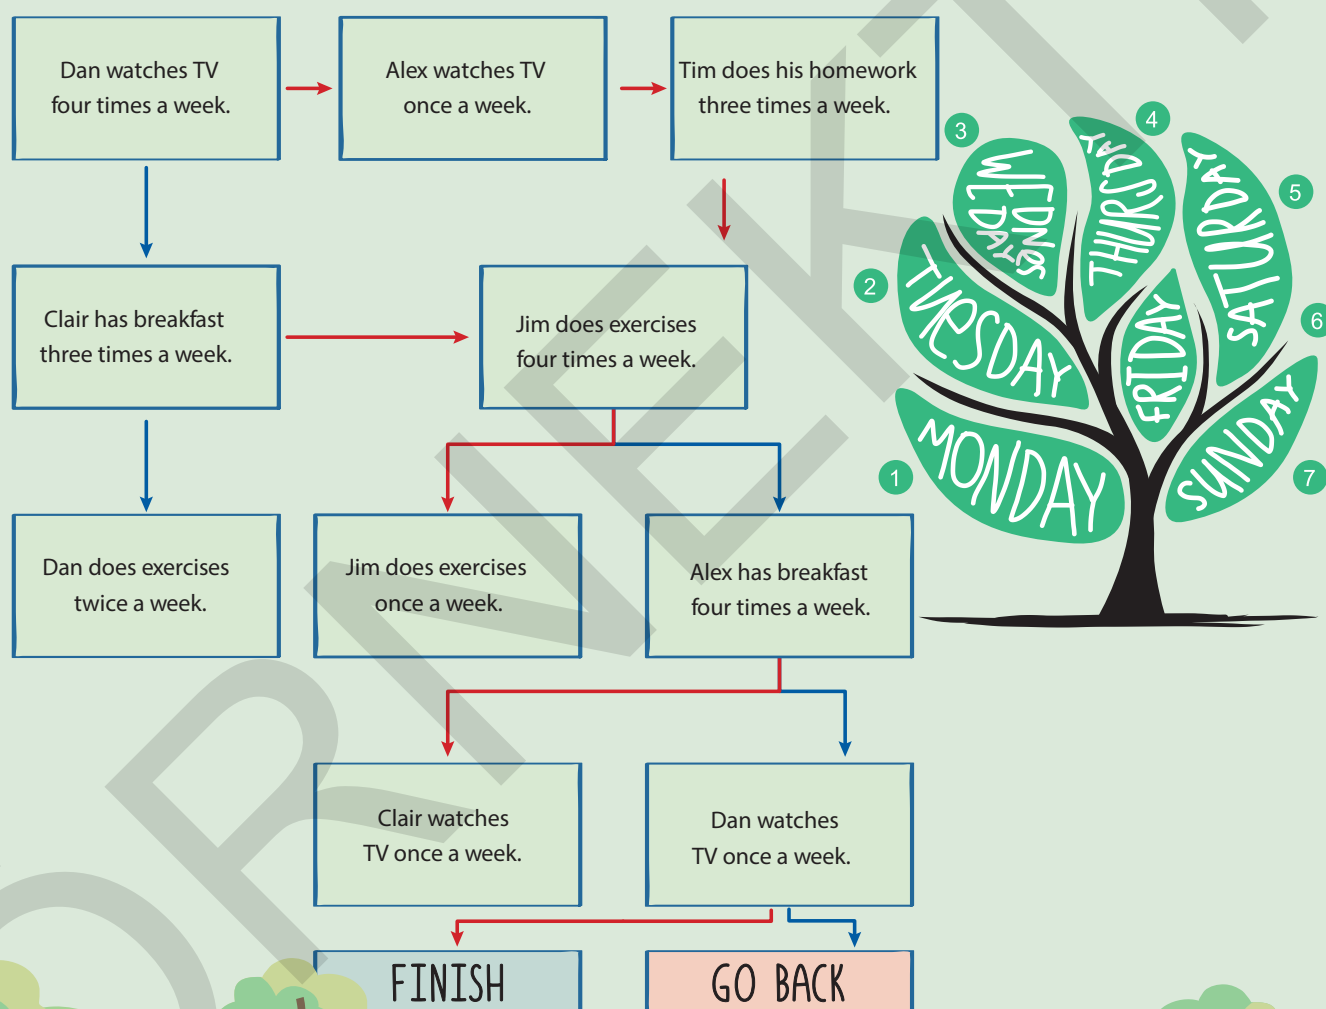 Dan watches TV
four times a week.
Alex watches TV
once a week.
Tim does his homework
three times a week.
Clair has breakfast
three times a week.
Jim does exercises
four times a week.
Dan does exercises
twice a week.
Jim does exercises
once a week.
Alex has breakfast
four times a week.
Clair watches
TV once a week.
Dan watches
TV once a week.
FINISH
GO BACK
1
MONDAY
2
TUESDAY
3
WEDNES
DAY
4
THURSDAY
5
SATURDAY
6
FRIDAY
7
SUNDAY
ORNEKT